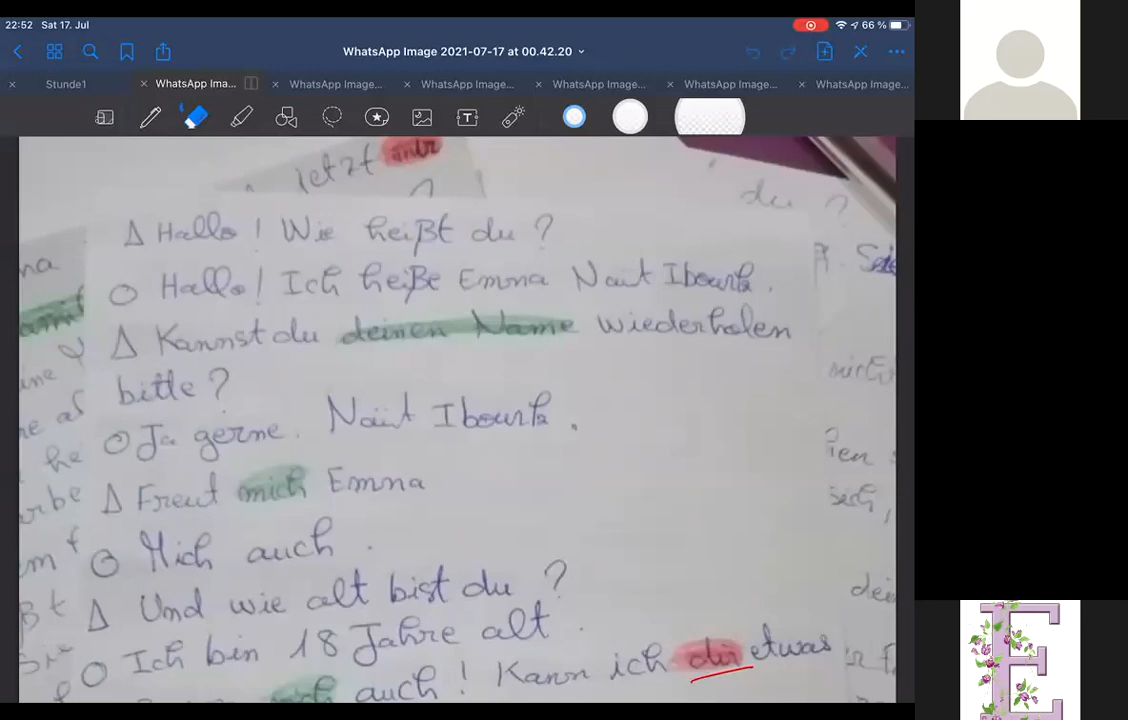 22:52 Sat 17. Jul
66 %
WhatsApp Image 2021-07-17 at 00.42.20
Stunde1
WhatsApp Ima...
WhatsApp Image...
WhatsApp Image...
WhatsApp Image...
WhatsApp Image...
WhatsApp Image...
jetzt
du ?
Δ Hallo! Wie heißt du?
na
O Hallo! Ich heiße Emma Nait Ibourk.
Δ Kannst du deinen Name wiederholen
bitte?
O Ja gerne. Nait Ibourk.
Δ Freut mich Emma
O Mich auch.
Δ Und wie alt bist du?
O Ich bin 18 Jahre alt.
auch! Kann ich dir etwas
E